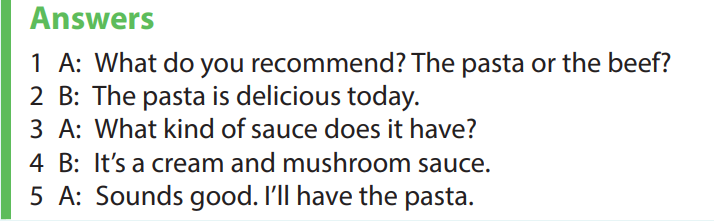 Answers
1 A: What do you recommend? The pasta or the beef?
2 B: The pasta is delicious today.
3 A: What kind of sauce does it have?
4 B: It’s a cream and mushroom sauce.
5 A: Sounds good. I’ll have the pasta.